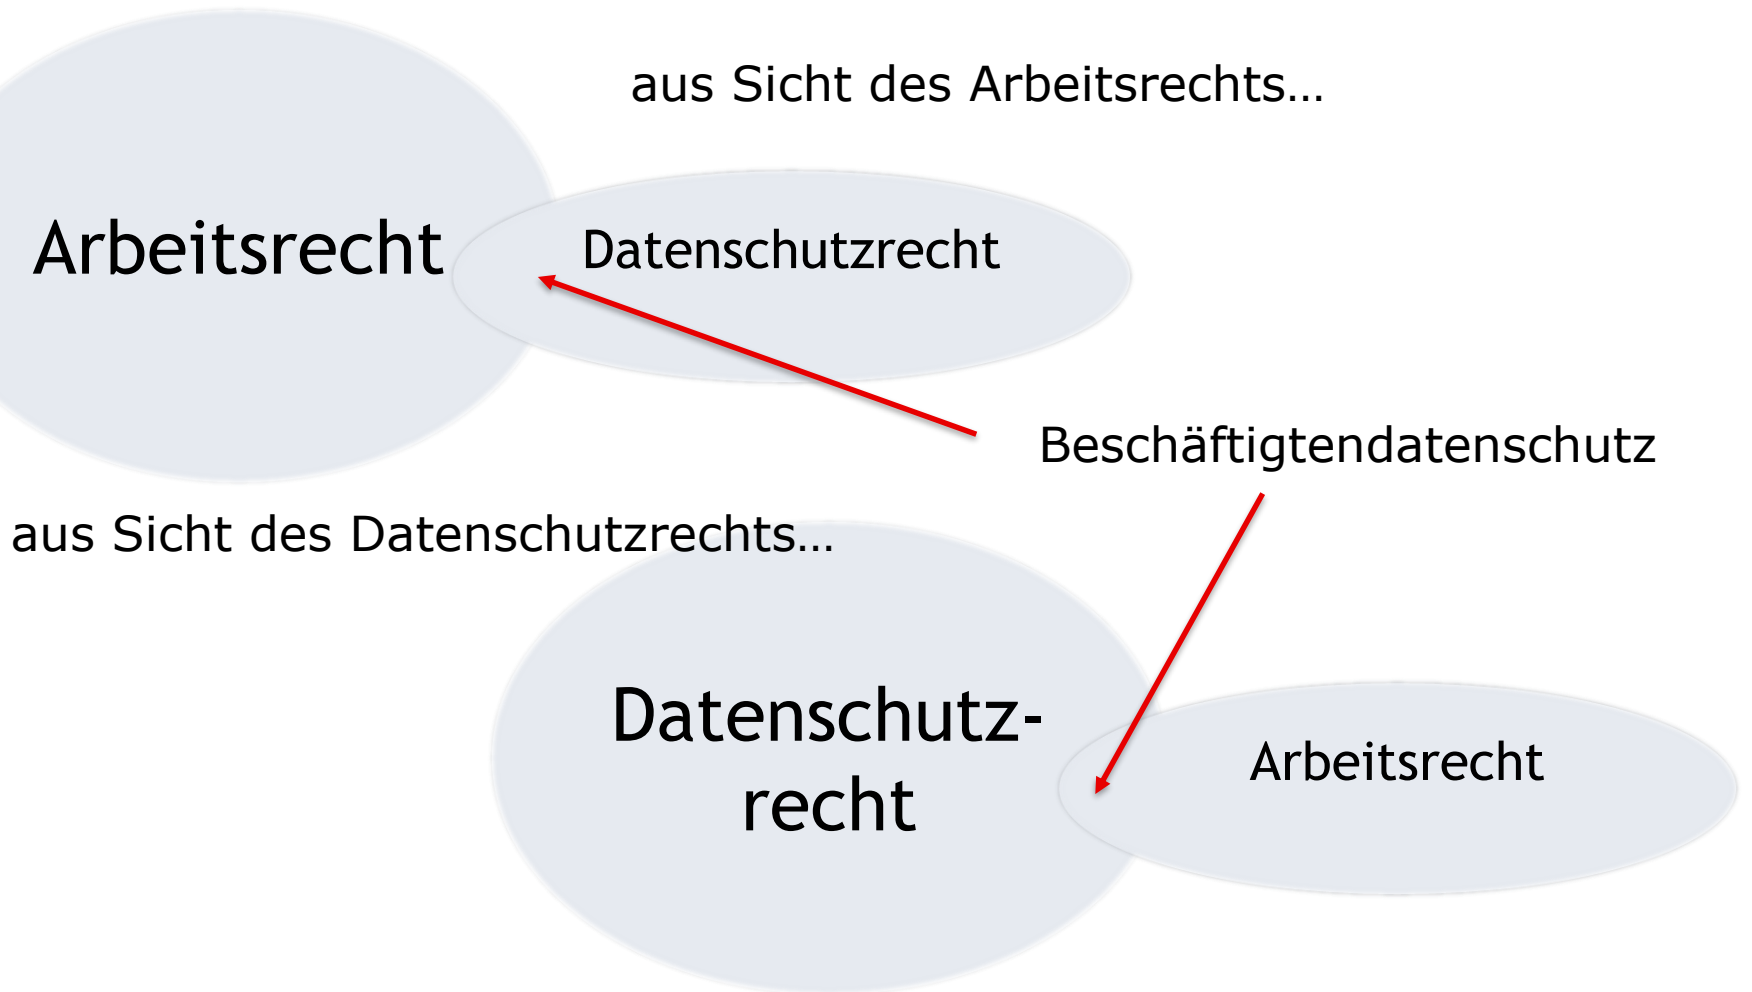 aus Sicht des Arbeitsrechts…
Arbeitsrecht
Datenschutzrecht
Beschäftigtendatenschutz
aus Sicht des Datenschutzrechts…
Datenschutz-
recht
Arbeitsrecht